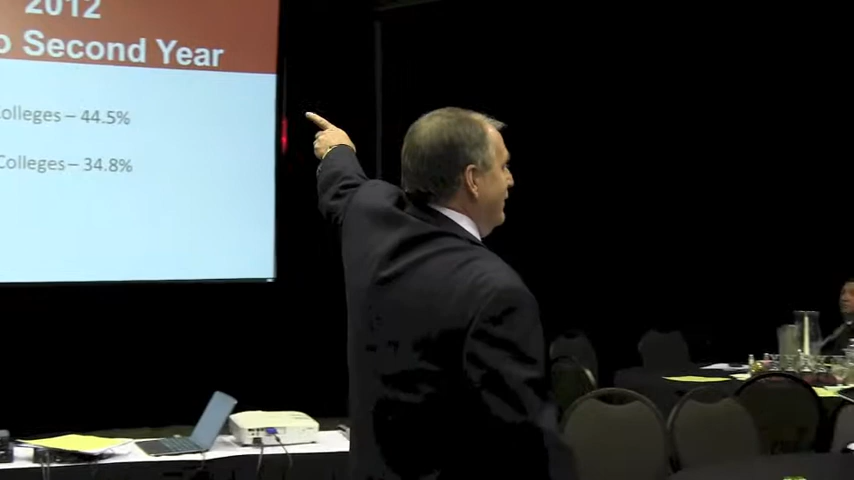 2012
o Second Year
olleges – 44.5%
Colleges – 34.8%